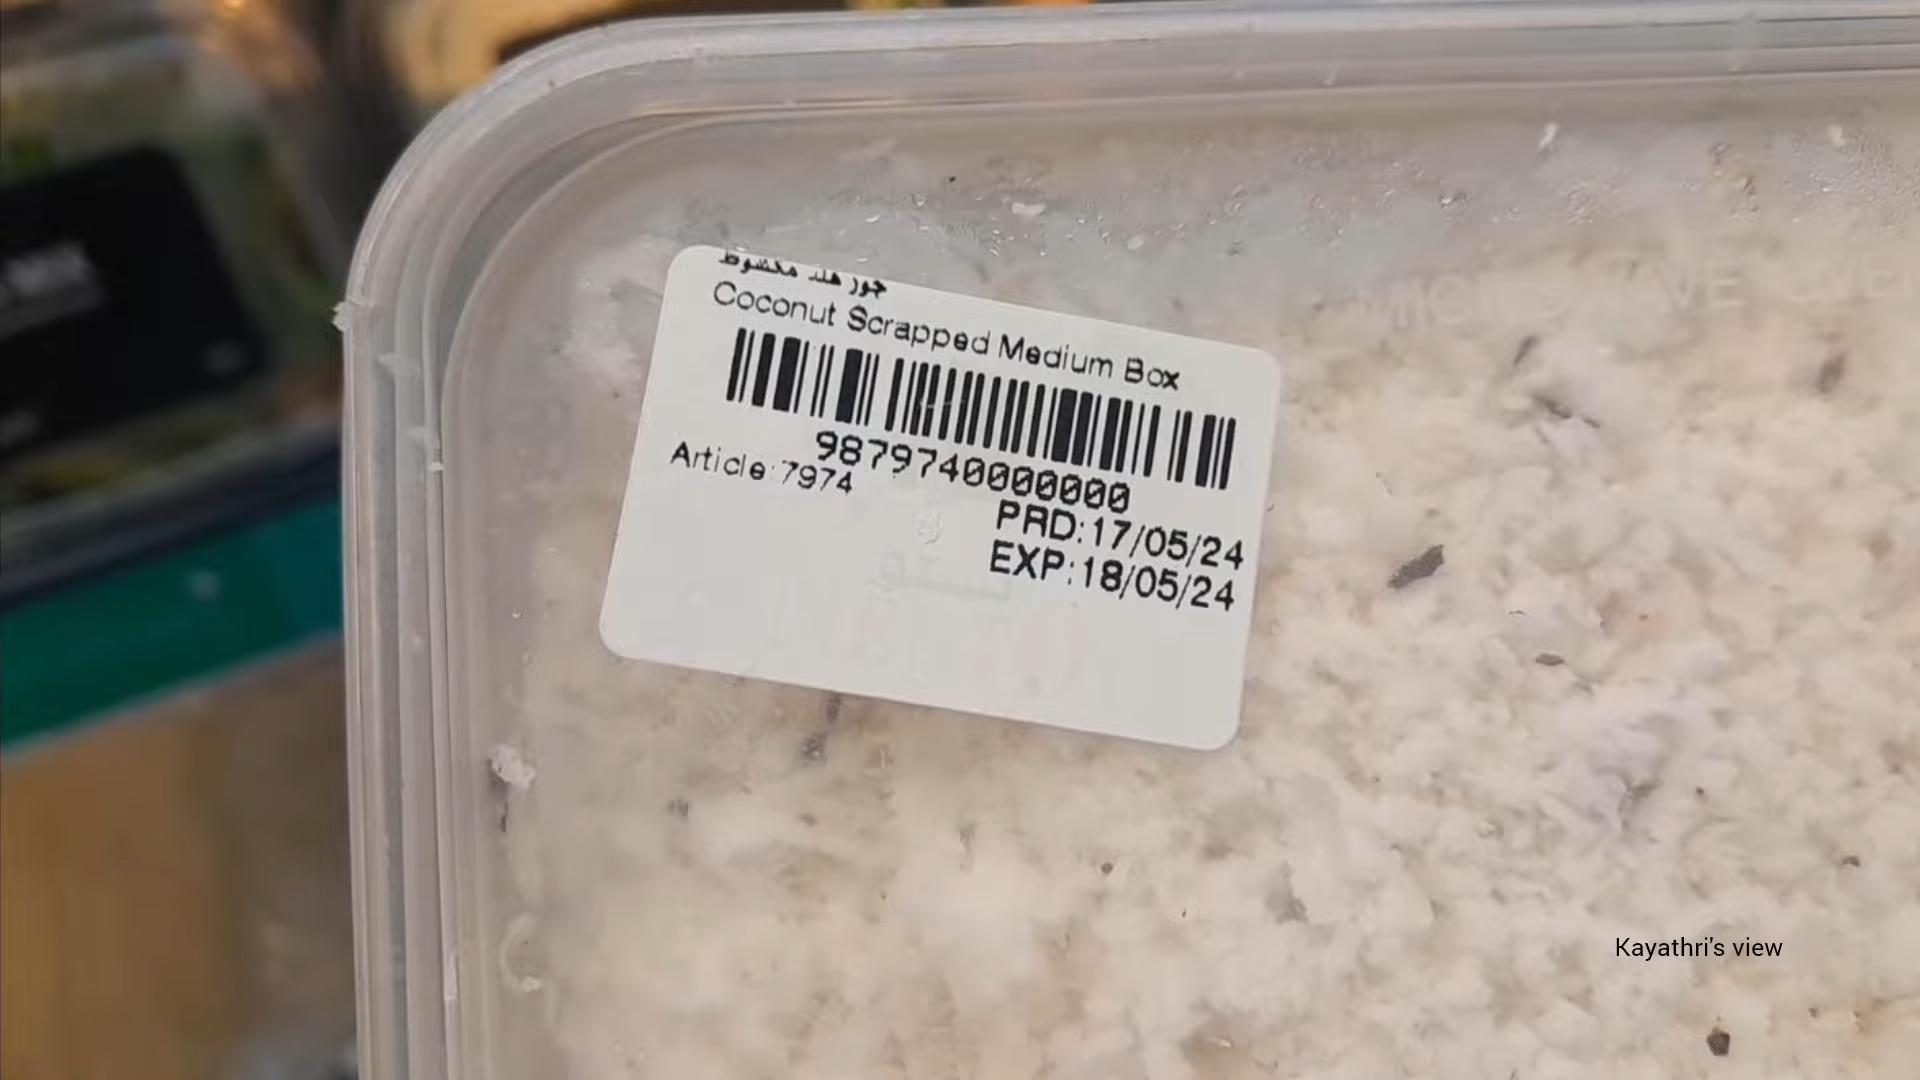 جوز هند مكشوط
Coconut Scrapped Medium Box
9879740000000
Article:7974
PRD:17/05/24
EXP:18/05/24
Kayathri's view